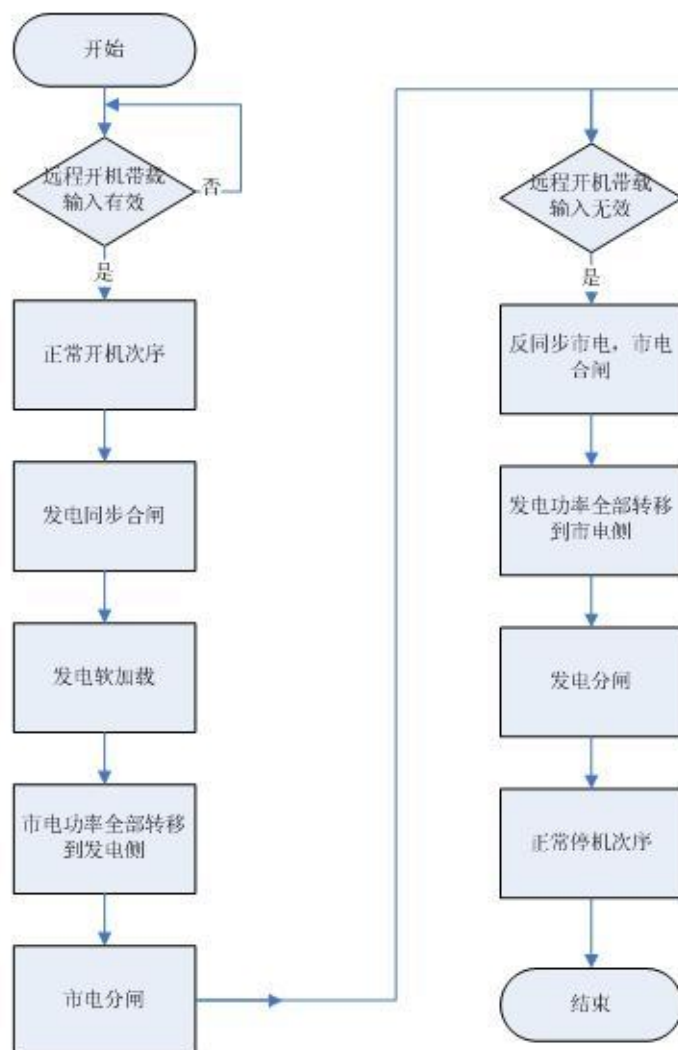 开始
远程开机带载
输入有效
否
是
正常开机次序
发电同步合闸
发电软加载
市电功率全部转移
到发电侧
市电分闸
远程开机带载
输入无效
是
反同步市电，市电
合闸
发电功率全部转移
到市电侧
发电分闸
正常停机次序
结束